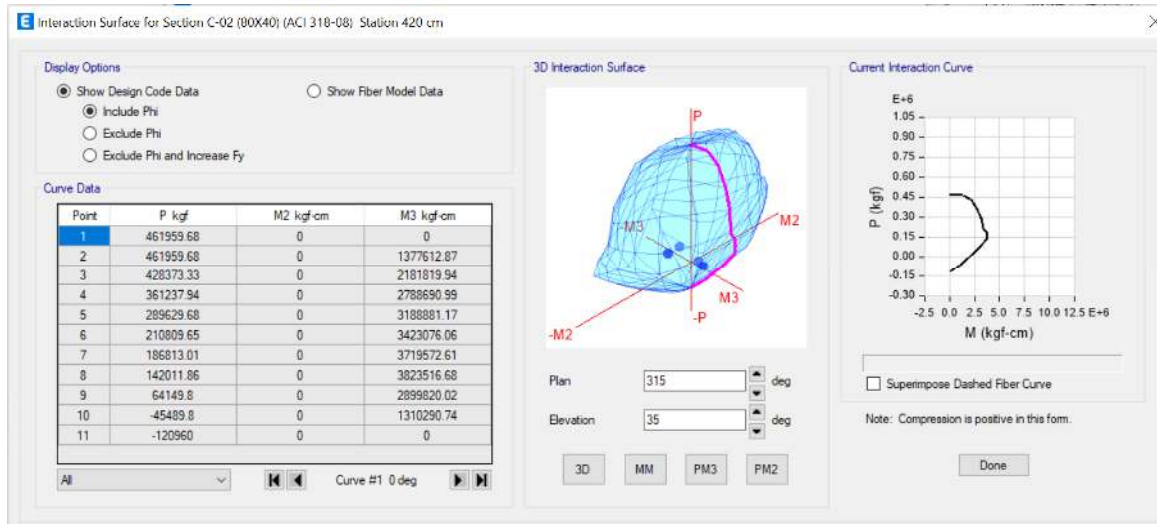 E Interaction Surface for Section C-02 (80X40) (ACI 318-08) Station 420 cm
Display Options
Show Design Code Data
Show Fiber Model Data
Include Phi
Exclude Phi
Exclude Phi and Increase Fy
Curve Data
Point P kgf M2 kgf-cm M3 kgf-cm
1 461959.68 0 0
2 461959.68 0 1377612.87
3 428373.33 0 2181819.94
4 361237.94 0 2788690.99
5 289629.68 0 3188881.17
6 210809.65 0 3423076.06
7 186813.01 0 3719572.61
8 142011.86 0 3823516.68
9 64149.8 0 2899820.02
10 -45489.8 0 1310290.74
11 -120960 0 0
All
Curve #1 0 deg
3D Interaction Surface
P
M2
-M3
M3
-M2
-P
Plan 315 deg
Elevation 35 deg
3D MM PM3 PM2
Current Interaction Curve
E+6
1.05
0.90
0.75
0.60
0.45
0.30
0.15
0.00
-0.15
-0.30
P (kgf)
-2.5 0.0 2.5 5.0 7.5 10.0 12.5 E+6
M (kgf-cm)
Superimpose Dashed Fiber Curve
Note: Compression is positive in this form.
Done